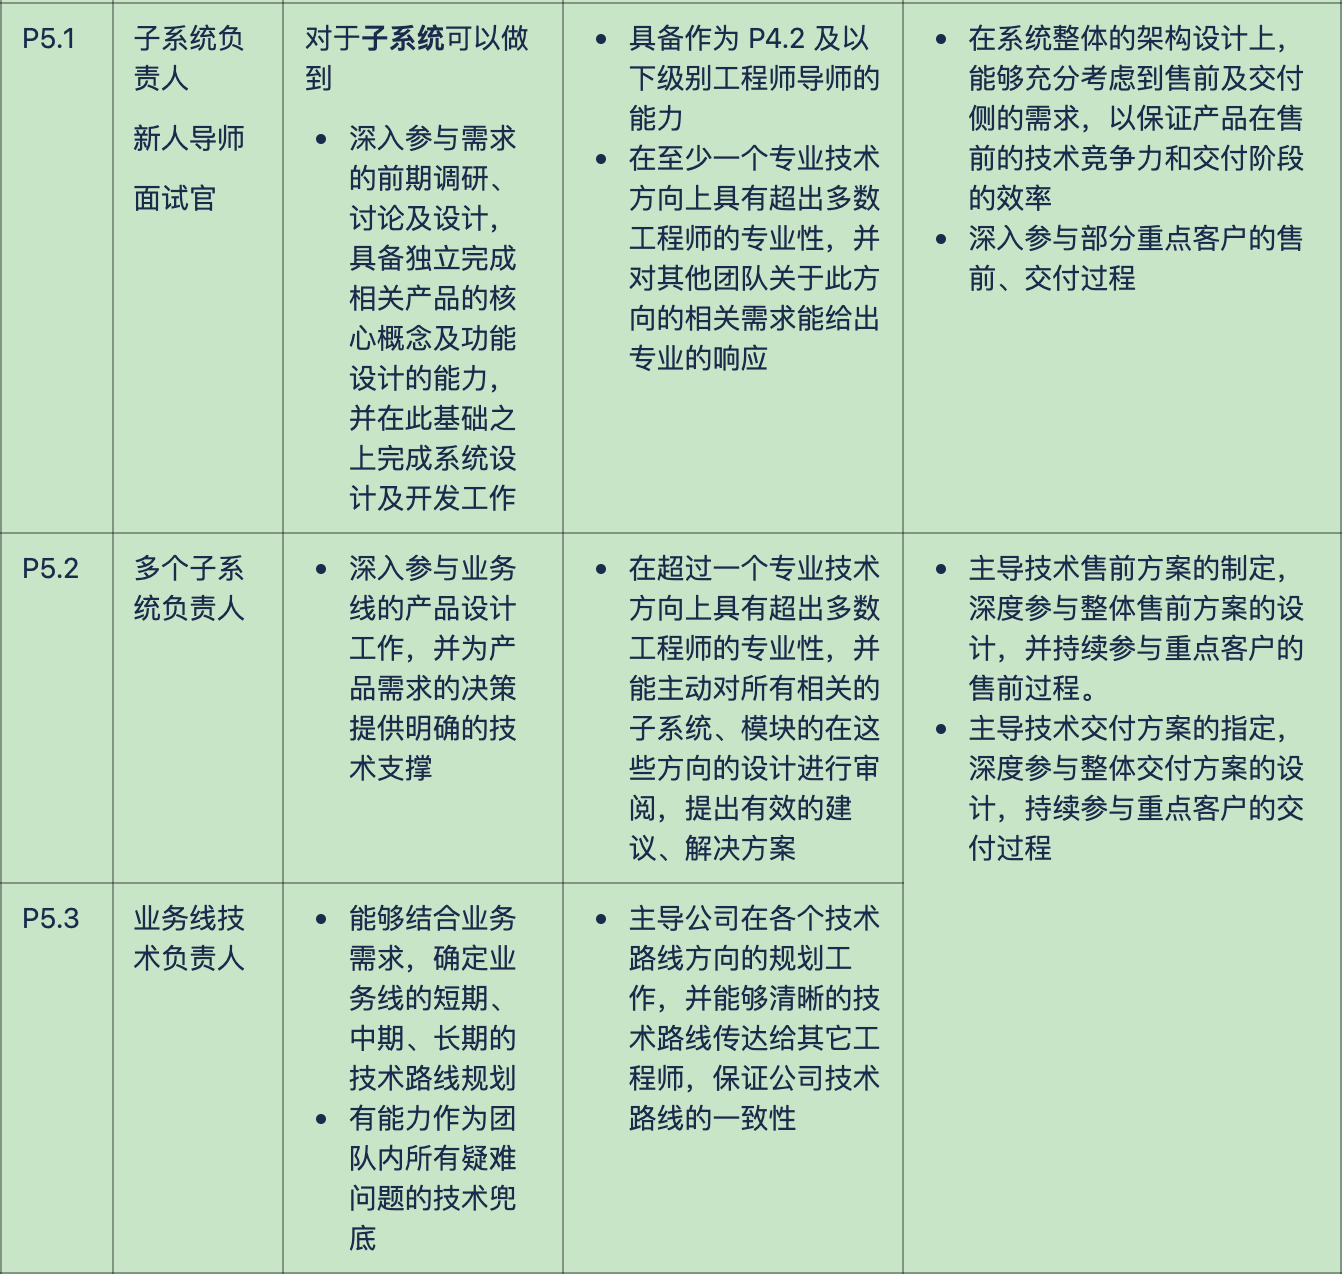 P5.1
子系统负
责人
新人导师
面试官
对于子系统可以做
到
• 深入参与需求
的前期调研、
讨论及设计，
具备独立完成
相关产品的核
心概念及功能
设计的能力，
并在此基础之
上完成系统设
计及开发工作
• 具备作为 P4.2 及以
下级别工程师导师的
能力
• 在至少一个专业技术
方向上具有超出多数
工程师的专业性，并
对其他团队关于此方
向的相关需求能给出
专业的响应
• 在系统整体的架构设计上，
能够充分考虑到售前及交付
侧的需求，以保证产品在售
前的技术竞争力和交付阶段
的效率
• 深入参与部分重点客户的售
前、交付过程
P5.2
多个子系
统负责人
• 深入参与业务
线的产品设计
工作，并为产
品需求的决策
提供明确的技
术支撑
• 在超过一个专业技术
方向上具有超出多数
工程师的专业性，并
能主动对所有相关的
子系统、模块的在这
些方向的设计进行审
阅，提出有效的建
议、解决方案
• 主导技术售前方案的制定，
深度参与整体售前方案的设
计，并持续参与重点客户的
售前过程。
• 主导技术交付方案的指定，
深度参与整体交付方案的设
计，持续参与重点客户的交
付过程
P5.3
业务线技
术负责人
• 能够结合业务
需求，确定业
务线的短期、
中期、长期的
技术路线规划
• 有能力作为团
队内所有疑难
问题的技术兜
底
• 主导公司在各个技术
路线方向的规划工
作，并能够清晰的技
术路线传达给其它工
程师，保证公司技术
路线的一致性